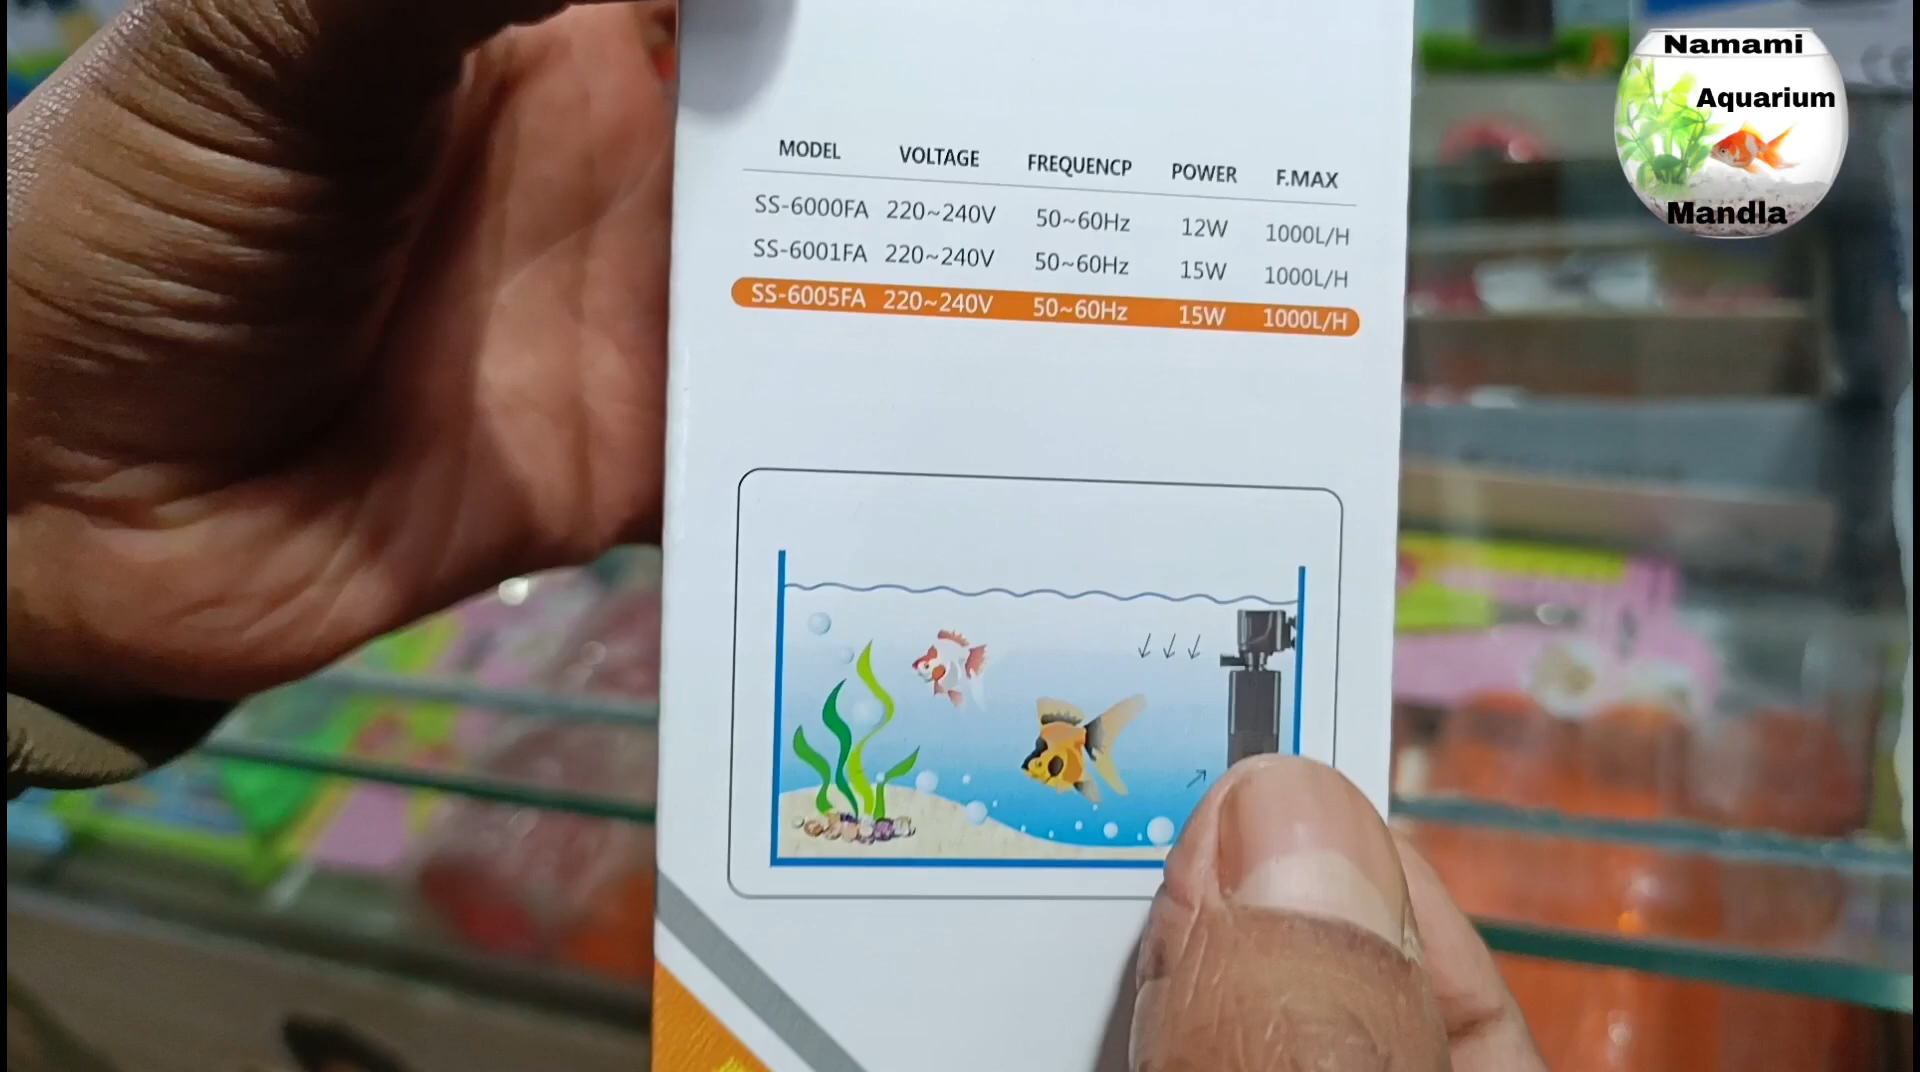 MODEL VOLTAGE FREQUENCP POWER F.MAX
SS-6000FA 220~240V 50~60Hz 12W 1000L/H
SS-6001FA 220~240V 50~60Hz 15W 1000L/H
SS-6005FA 220~240V 50~60Hz 15W 1000L/H
Namami
Aquarium
Mandla